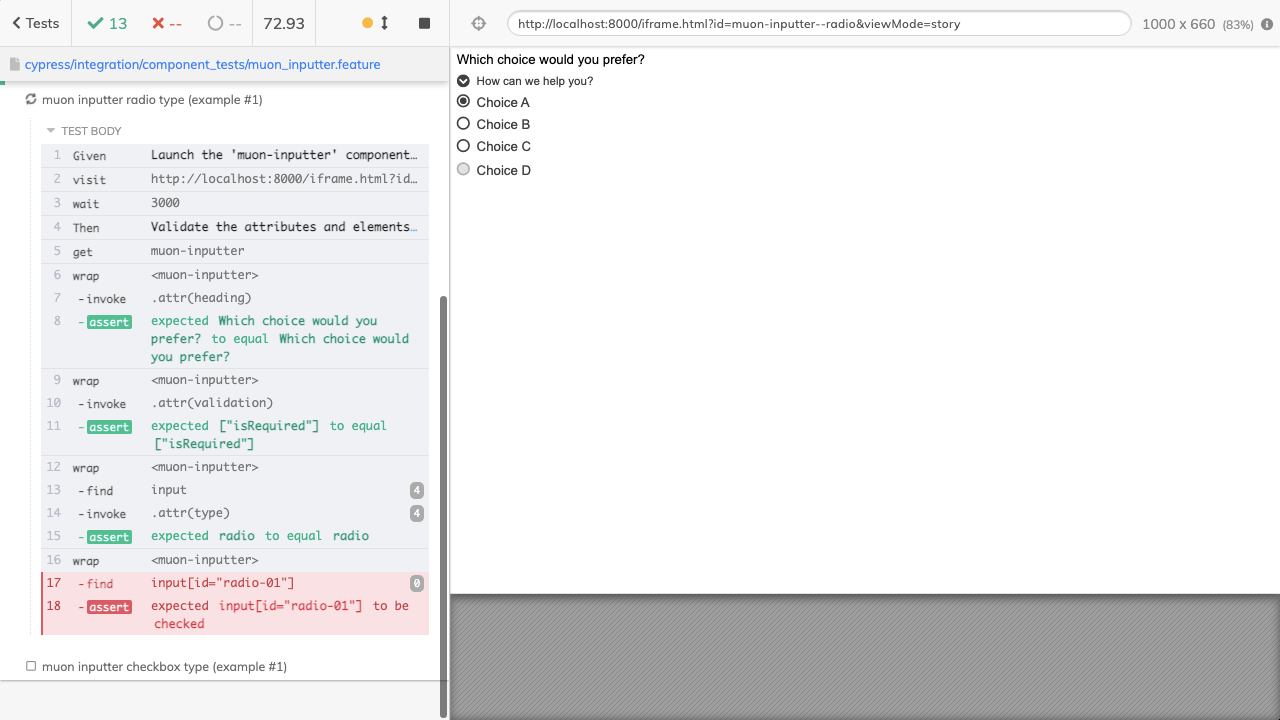 Tests 13 -- -- 72.93 http://localhost:8000/iframe.html?id=muon-inputter--radio&viewMode=story 1000 x 660 (83%)
cypress/integration/component_tests/muon_inputter.feature
muon inputter radio type (example #1)
TEST BODY
1 Given Launch the 'muon-inputter' component…
2 visit http://localhost:8000/iframe.html?id…
3 wait 3000
4 Then Validate the attributes and elements…
5 get muon-inputter
6 wrap <muon-inputter>
7 -invoke .attr(heading)
8 -assert expected Which choice would you
prefer? to equal Which choice would
you prefer?
9 wrap <muon-inputter>
10 -invoke .attr(validation)
11 -assert expected ["isRequired"] to equal
["isRequired"]
12 wrap <muon-inputter>
13 -find input 4
14 -invoke .attr(type) 4
15 -assert expected radio to equal radio
16 wrap <muon-inputter>
17 -find input[id="radio-01"] 0
18 -assert expected input[id="radio-01"] to be
checked
muon inputter checkbox type (example #1)
Which choice would you prefer?
How can we help you?
Choice A
Choice B
Choice C
Choice D